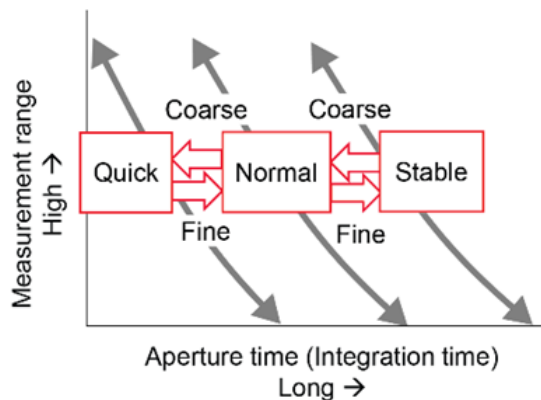 Measurement range
High →
Coarse
Coarse
Quick
Normal
Stable
Fine
Fine
Aperture time (Integration time)
Long →